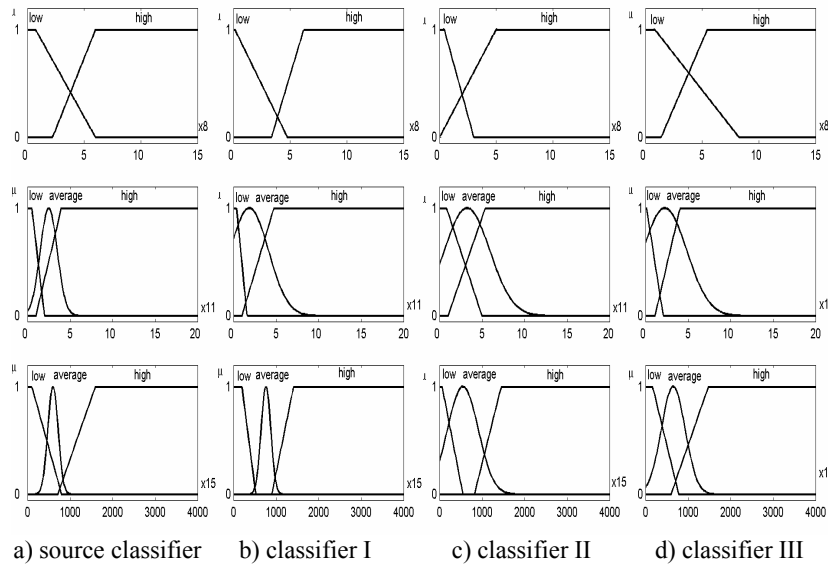 μ low high
1
0
x8
0 5 10 15
μ low high
1
0
x8
0 5 10 15
μ low high
1
0
x8
0 5 10 15
μ low high
1
0
x8
0 5 10 15
μ low average high
1
0
x11
0 5 10 15 20
μ low average high
1
0
x11
0 5 10 15 20
μ low average high
1
0
x11
0 5 10 15 20
μ low average high
1
0
x1
0 5 10 15 20
μ low average high
1
0
x15
0 1000 2000 3000 4000
μ low average high
1
0
x15
0 1000 2000 3000 4000
μ low average high
1
0
x15
0 1000 2000 3000 4000
μ low average high
1
0
x1
0 1000 2000 3000 4000
a) source classifier b) classifier I c) classifier II d) classifier III